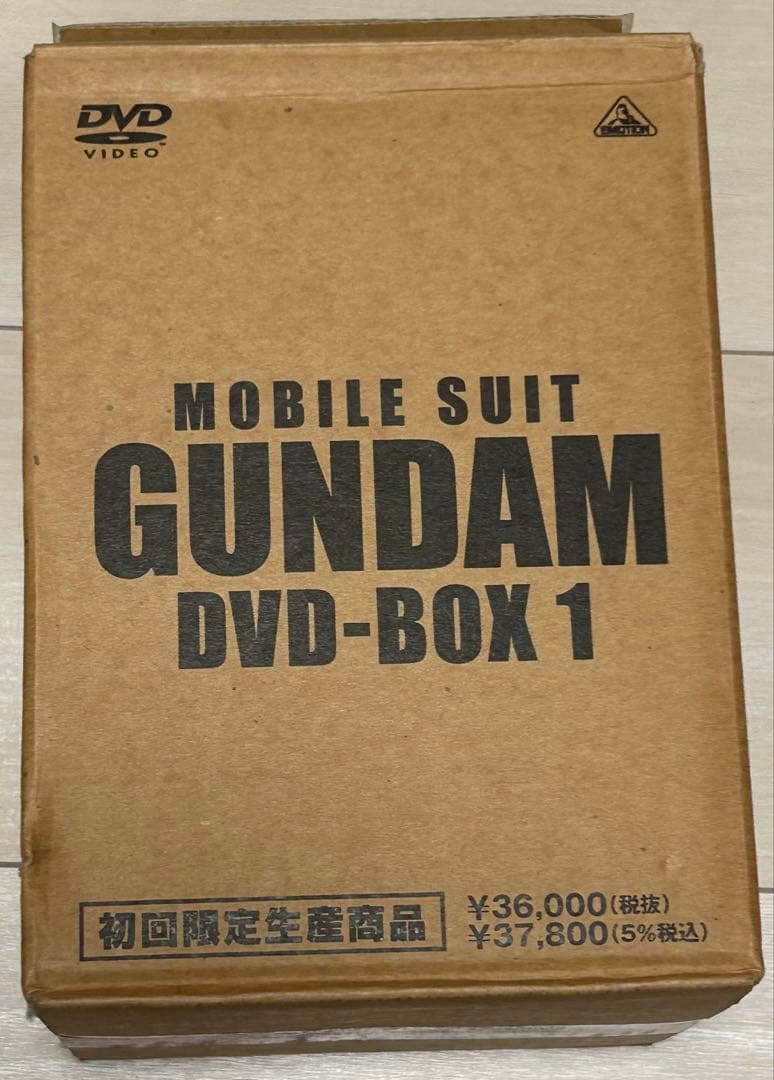 DVD
VIDEO
EMOTION
MOBILE SUIT
GUNDAM
DVD-BOX 1
初回限定生産商品
¥36,000(税抜)
¥37,800(5%税込)